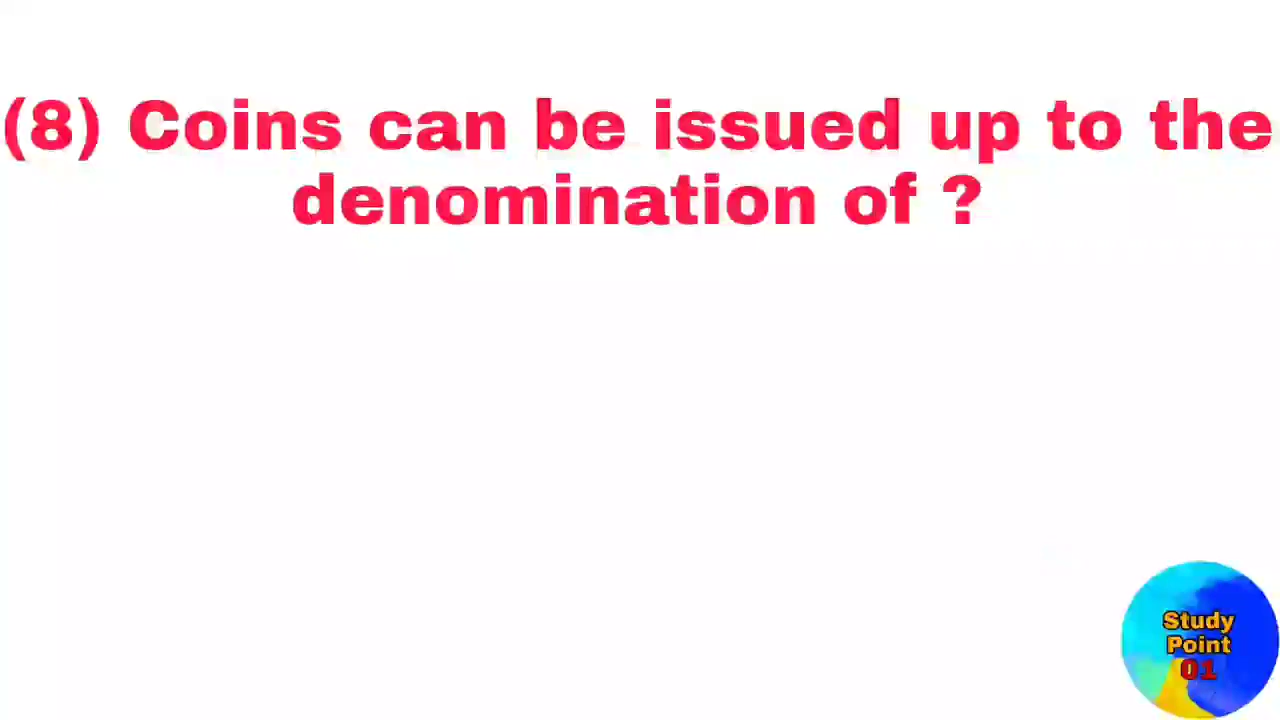 (8) Coins can be issued up to the
denomination of ?
Study
Point
01